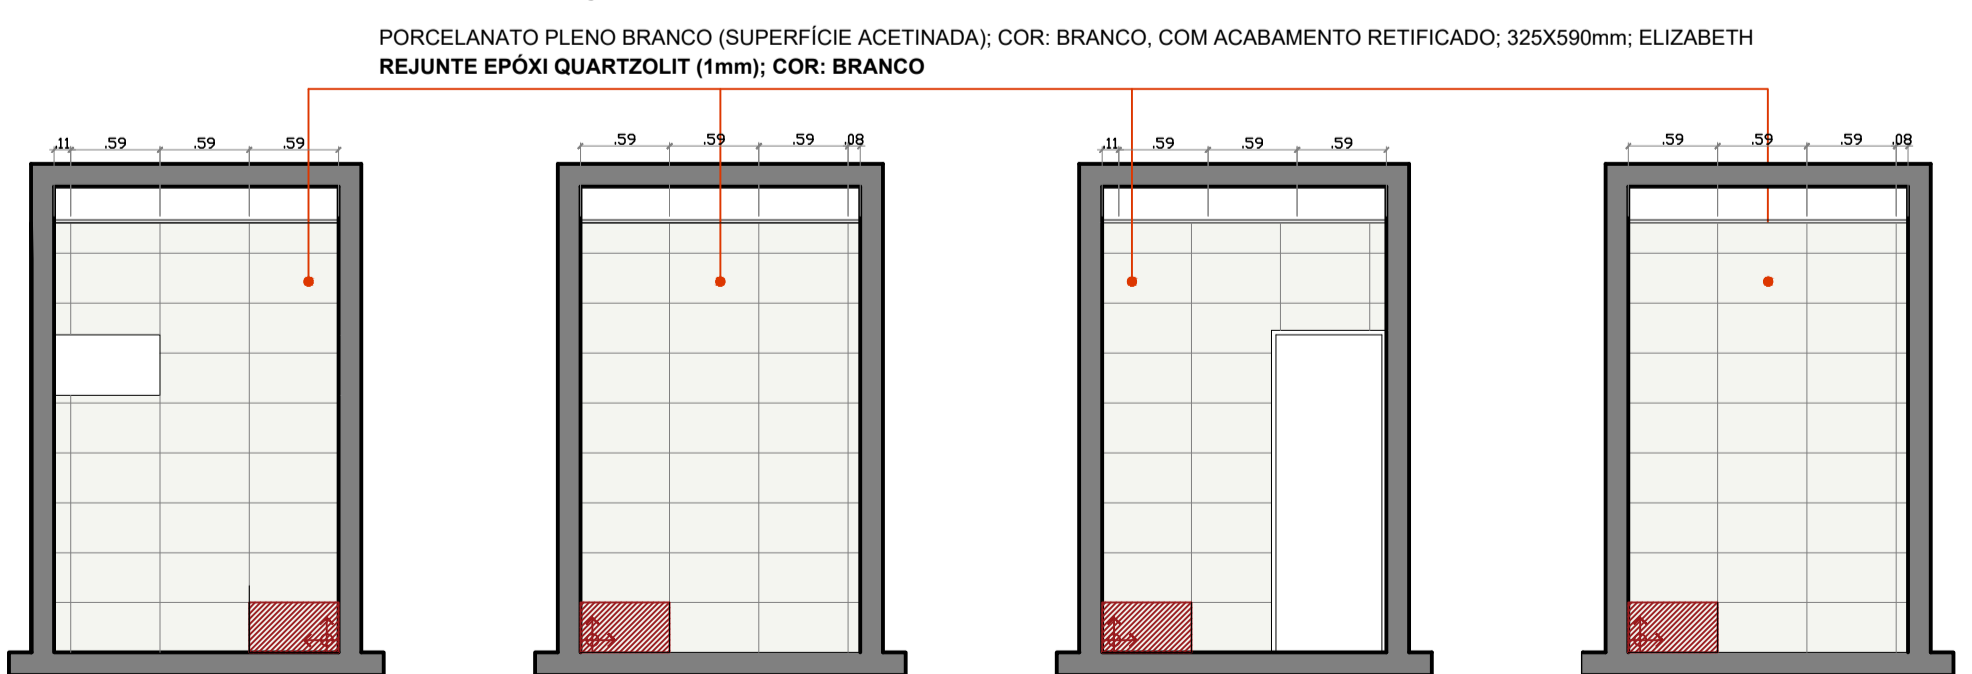 PORCELANATO PLENO BRANCO (SUPERFÍCIE ACETINADA); COR: BRANCO, COM ACABAMENTO RETIFICADO; 325X590mm; ELIZABETH
REJUNTE EPÓXI QUARTZOLIT (1mm); COR: BRANCO
.11 .59 .59 .59 .59 .59 .59 .08 .11 .59 .59 .59 .59 .59 .59 .08